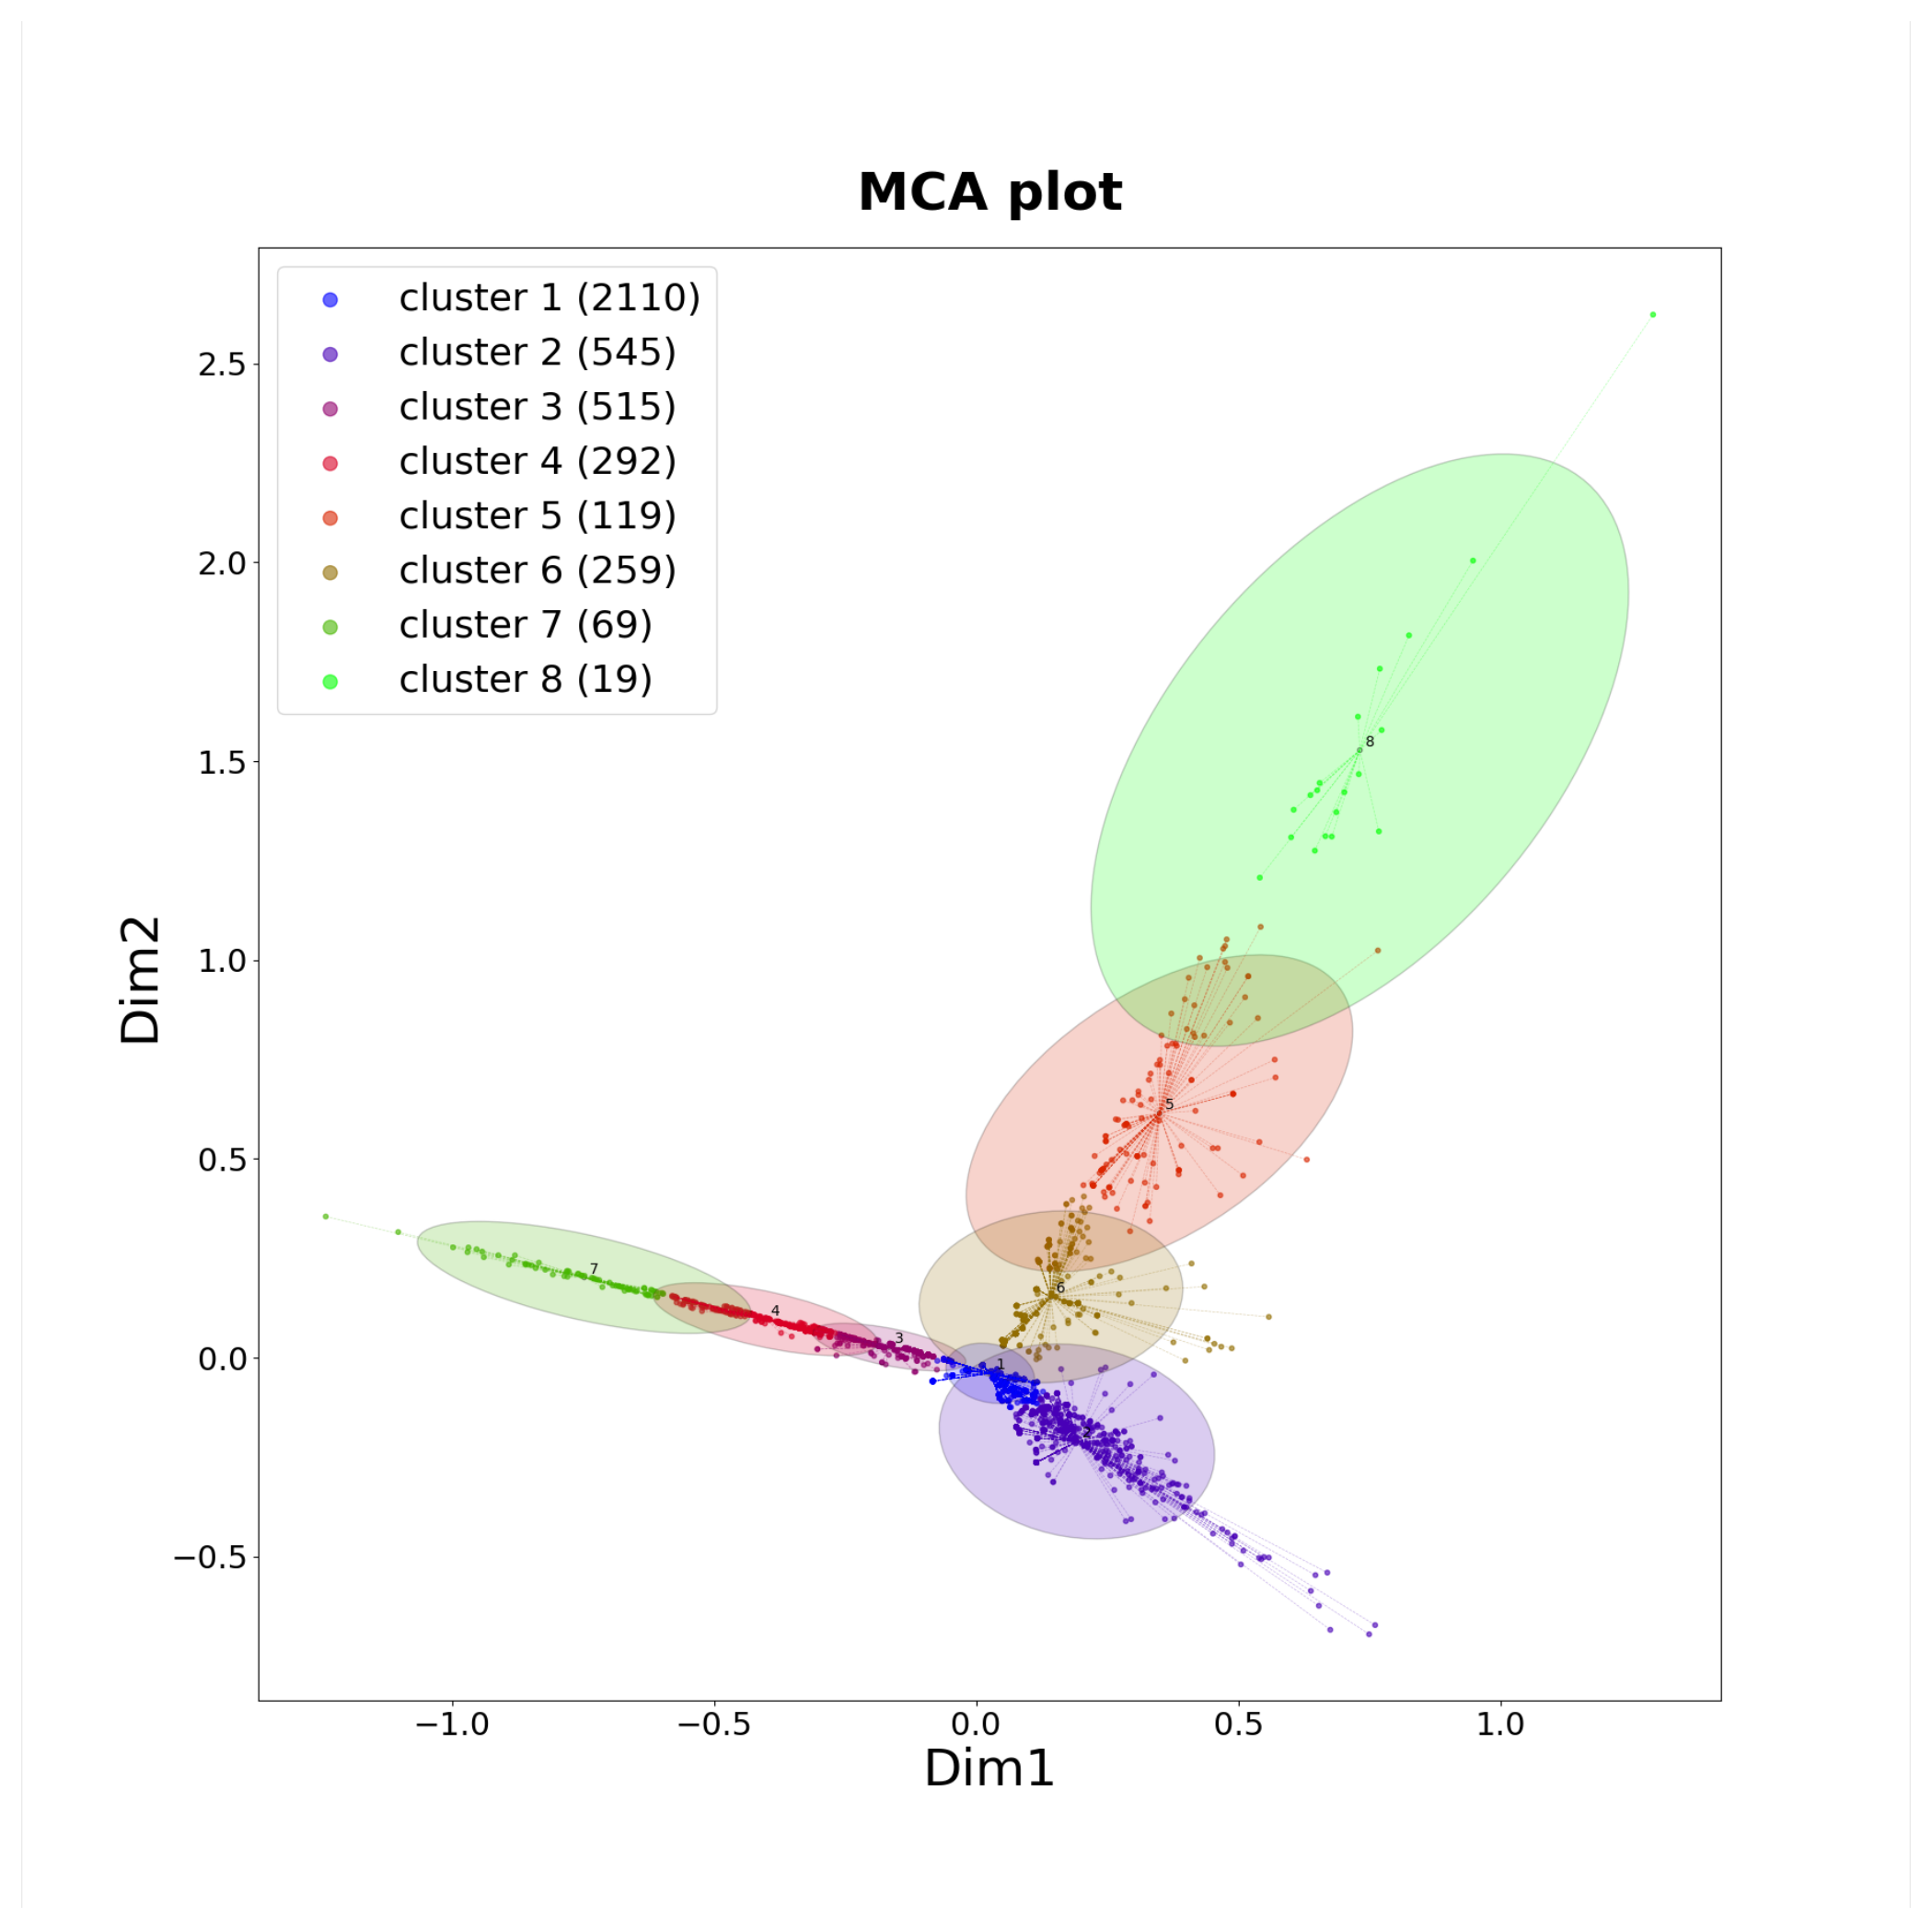 MCA plot
cluster 1 (2110)
cluster 2 (545)
cluster 3 (515)
cluster 4 (292)
cluster 5 (119)
cluster 6 (259)
cluster 7 (69)
cluster 8 (19)
2.5
2.0
1.5
1.0
0.5
0.0
−0.5
Dim2
8
5
6
7
4
3
1
2
−1.0 −0.5 0.0 0.5 1.0
Dim1